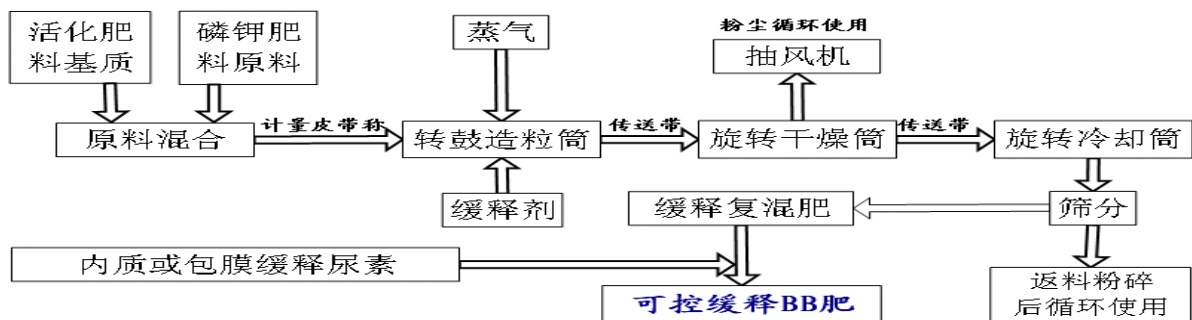 活化肥
料基质
磷钾肥
料原料
蒸气
粉尘循环使用
抽风机
原料混合
计量皮带称
转鼓造粒筒
传送带
旋转干燥筒
传送带
旋转冷却筒
缓释剂
缓释复混肥
筛分
内质或包膜缓释尿素
可控缓释BB肥
返料粉碎
后循环使用